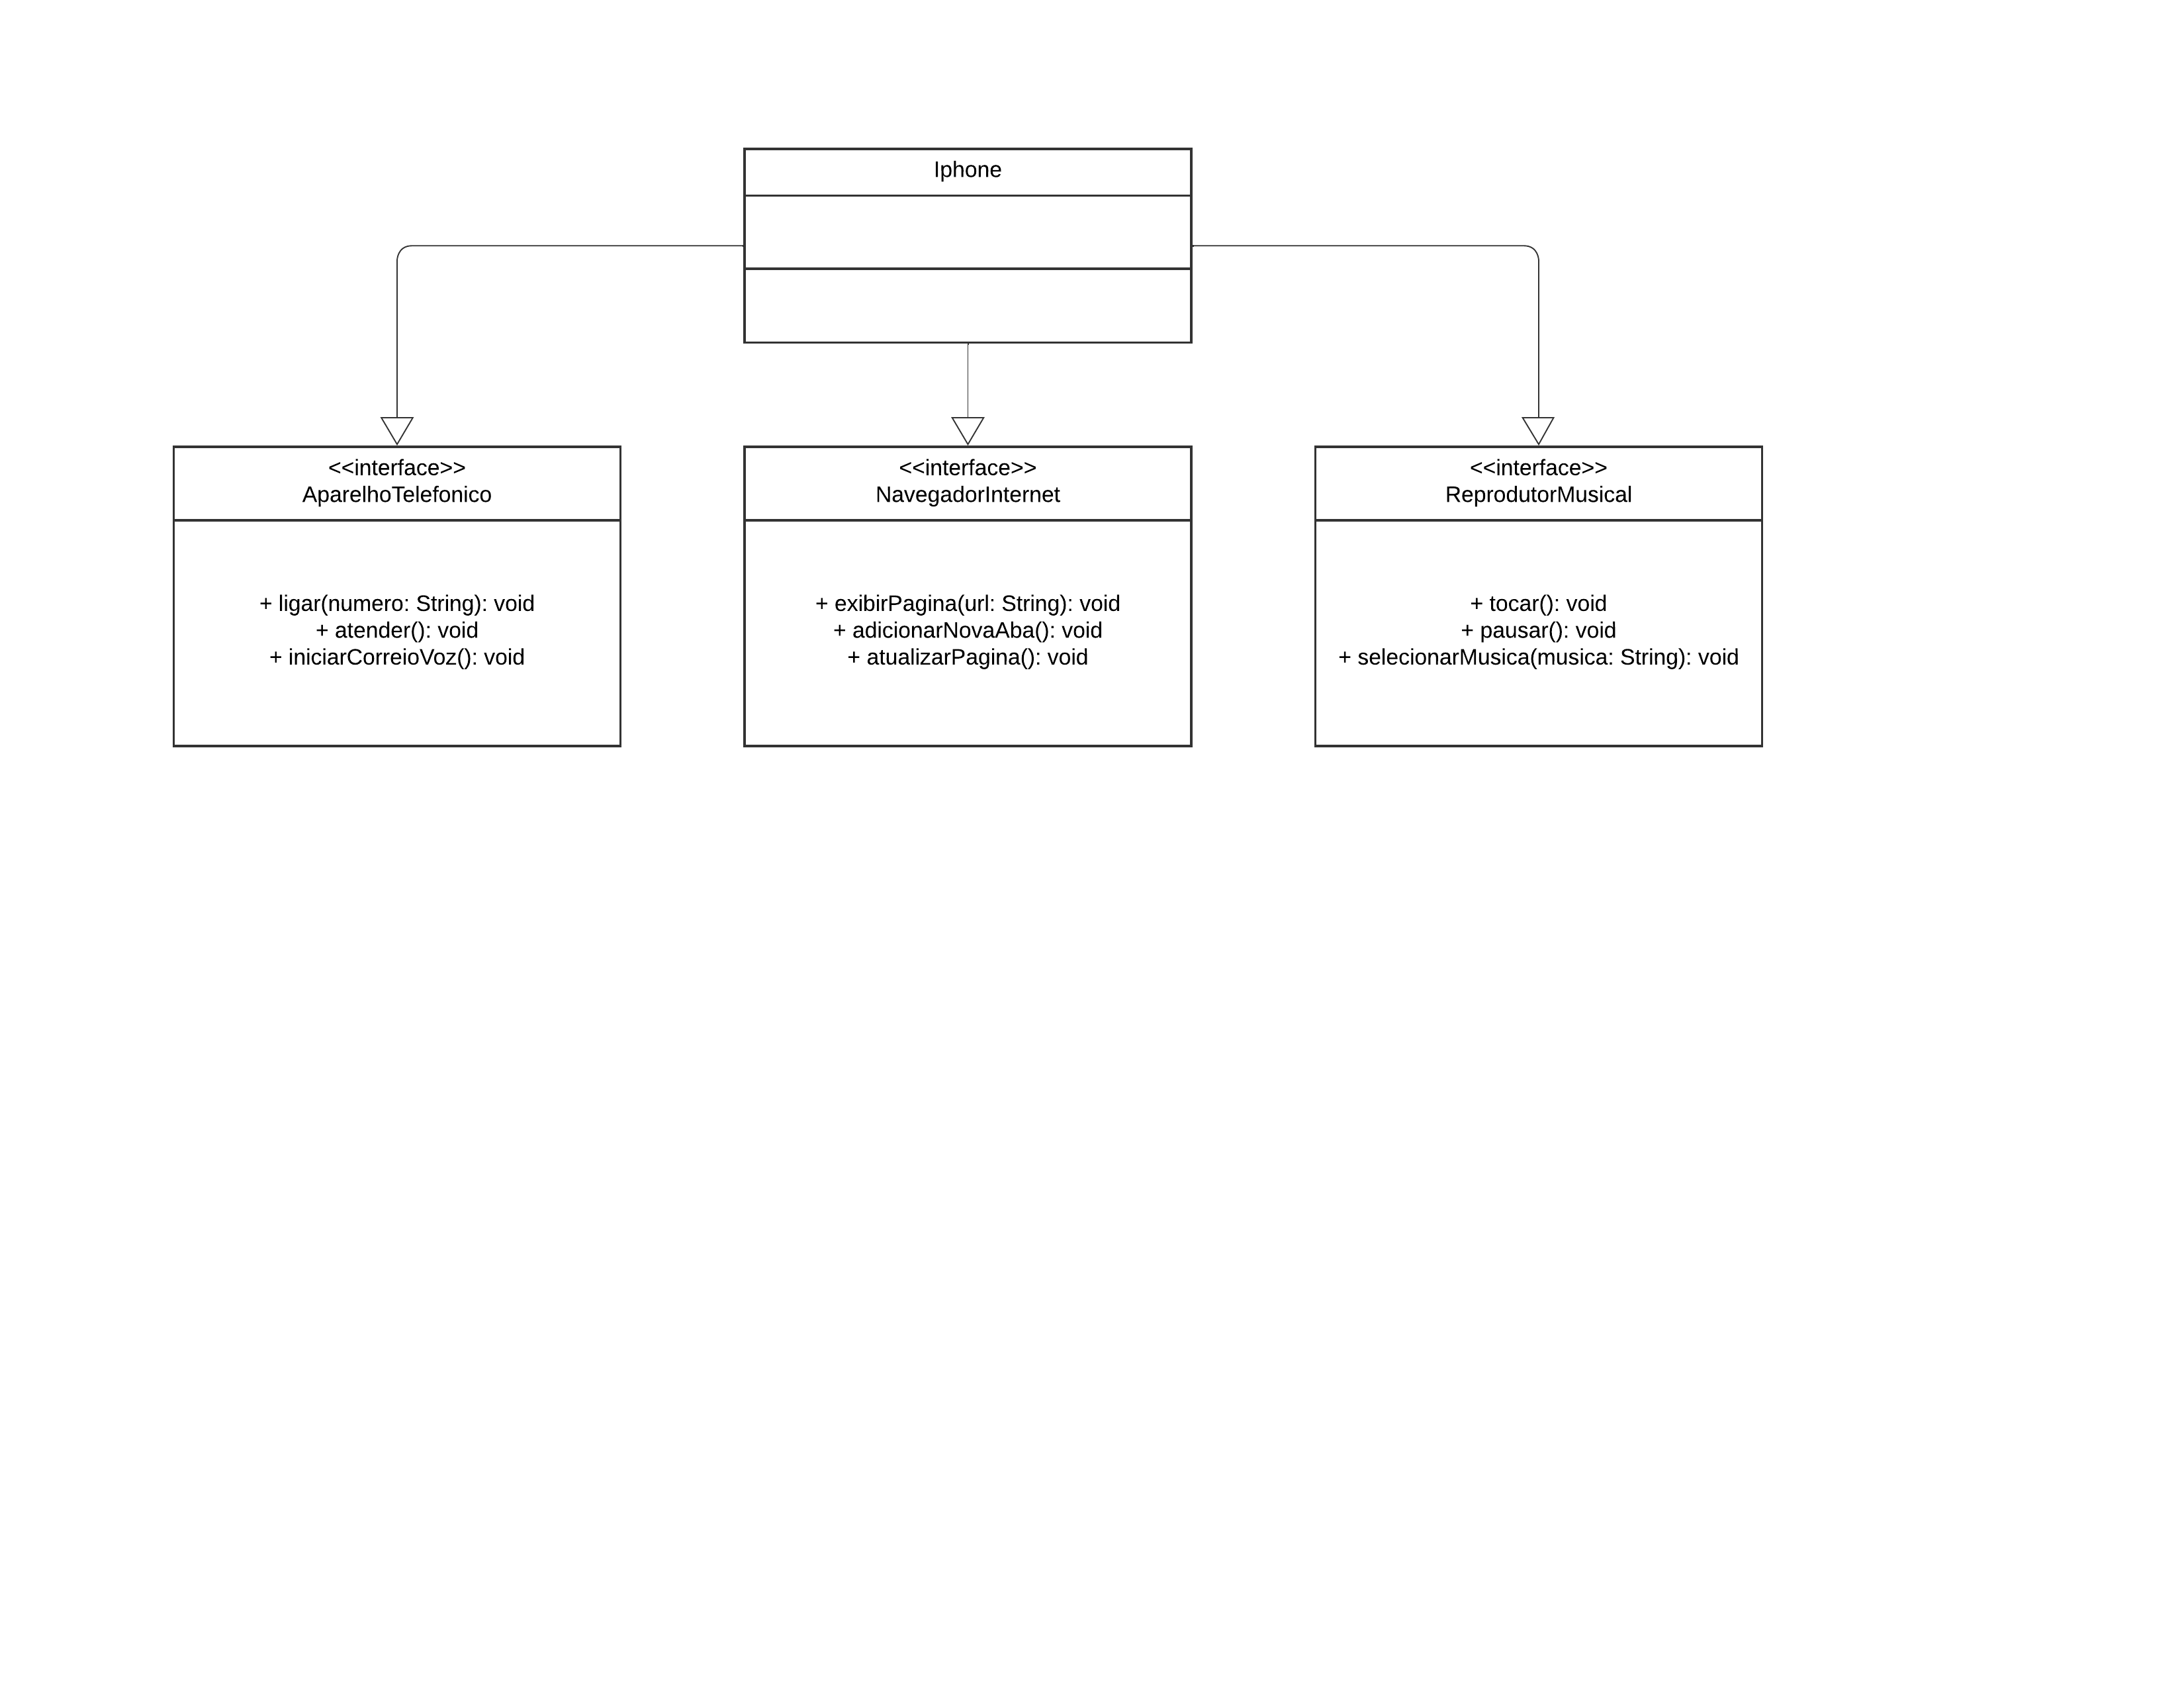 Iphone
<<interface>>
AparelhoTelefonico
+ ligar(numero: String): void
+ atender(): void
+ iniciarCorreioVoz(): void
<<interface>>
NavegadorInternet
+ exibirPagina(url: String): void
+ adicionarNovaAba(): void
+ atualizarPagina(): void
<<interface>>
ReprodutorMusical
+ tocar(): void
+ pausar(): void
+ selecionarMusica(musica: String): void